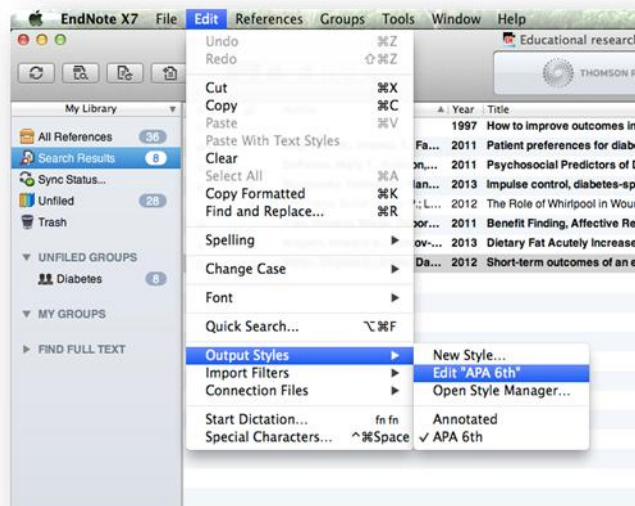 EndNote X7 File Edit References Groups Tools Window Help
Educational research
THOMSON R
My Library
All References 36
Search Results 8
Sync Status...
Unfiled 28
Trash
UNFILED GROUPS
Diabetes 8
MY GROUPS
FIND FULL TEXT
Undo ⌘Z
Redo ⇧⌘Z
Cut ⌘X
Copy ⌘C
Paste ⌘V
Paste With Text Styles
Clear
Select All ⌘A
Copy Formatted ⌘K
Find and Replace... ⌘R
Spelling
Change Case
Font
Quick Search... ⌥⌘F
Output Styles
Import Filters
Connection Files
Start Dictation... fn fn
Special Characters... ^⌘Space
New Style...
Edit "APA 6th"
Open Style Manager...
Annotated
✓ APA 6th
Year Title
1997 How to improve outcomes in
Fa... 2011 Patient preferences for diabe
2011 Psychosocial Predictors of D
2013 Impulse control, diabetes-sp
L... 2012 The Role of Whirlpool in Wour
2011 Benefit Finding, Affective Re
2013 Dietary Fat Acutely Increase
Da... 2012 Short-term outcomes of an e